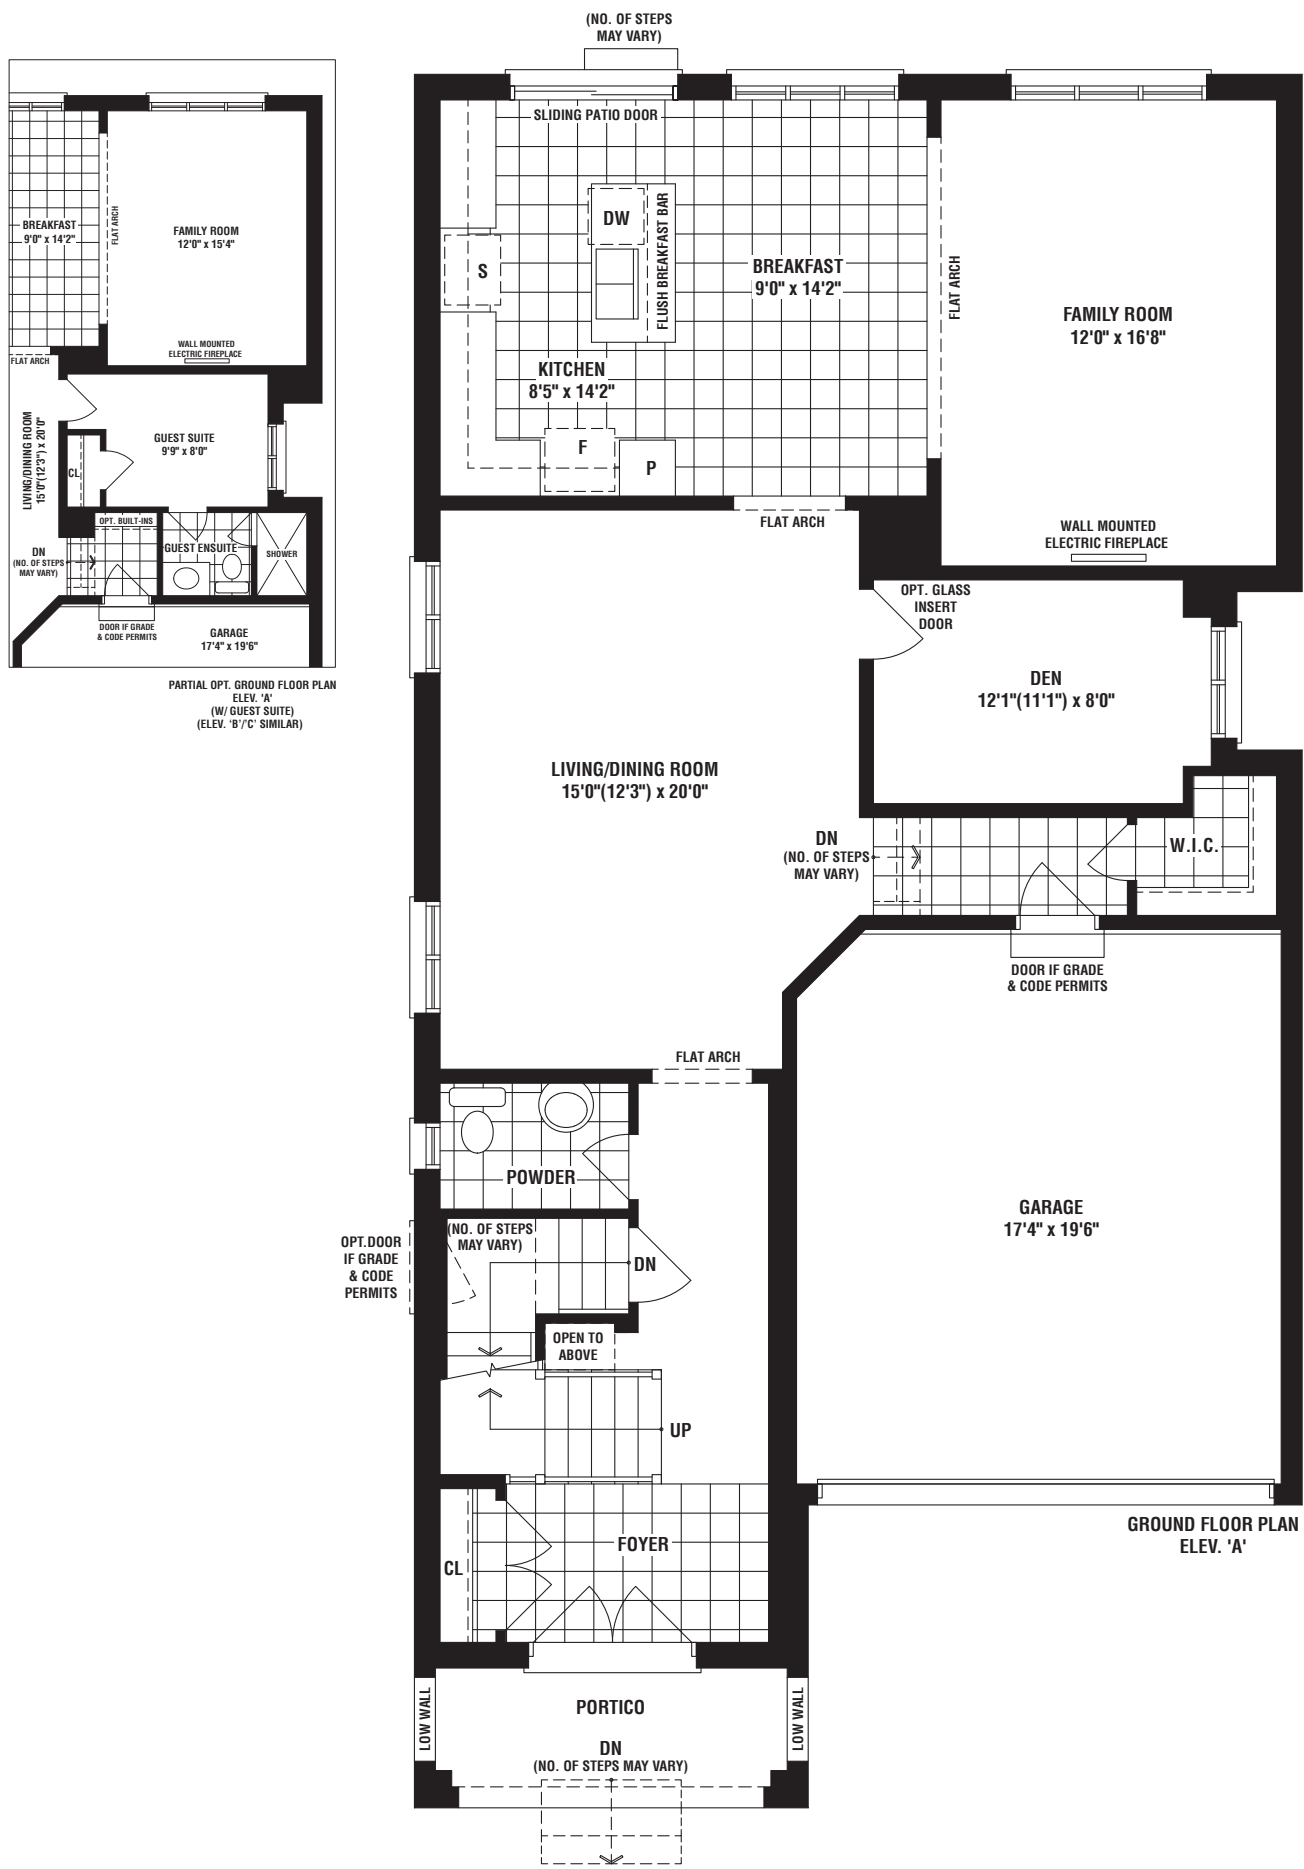 (NO. OF STEPS
MAY VARY)
SLIDING PATIO DOOR
DW
FLUSH BREAKFAST BAR
S
BREAKFAST
9'0" x 14'2"
FLAT ARCH
FAMILY ROOM
12'0" x 16'8"
KITCHEN
8'5" x 14'2"
F
P
FLAT ARCH
WALL MOUNTED
ELECTRIC FIREPLACE
OPT. GLASS
INSERT
DOOR
DEN
12'1"(11'1") x 8'0"
LIVING/DINING ROOM
15'0"(12'3") x 20'0"
DN
(NO. OF STEPS
MAY VARY)
W.I.C.
DOOR IF GRADE
& CODE PERMITS
FLAT ARCH
POWDER
GARAGE
17'4" x 19'6"
(NO. OF STEPS
MAY VARY)
OPT.DOOR
IF GRADE
& CODE
PERMITS
DN
OPEN TO
ABOVE
UP
FOYER
CL
GROUND FLOOR PLAN
ELEV. 'A'
LOW WALL
PORTICO
LOW WALL
DN
(NO. OF STEPS MAY VARY)
BREAKFAST
9'0" x 14'2"
FLAT ARCH
FAMILY ROOM
12'0" x 15'4"
WALL MOUNTED
ELECTRIC FIREPLACE
FLAT ARCH
LIVING/DINING ROOM
15'0"(12'3") x 20'0"
GUEST SUITE
9'9" x 8'0"
CL
OPT. BUILT-INS
GUEST ENSUITE
SHOWER
DN
(NO. OF STEPS
MAY VARY)
DOOR IF GRADE
& CODE PERMITS
GARAGE
17'4" x 19'6"
PARTIAL OPT. GROUND FLOOR PLAN
ELEV. 'A'
(W/ GUEST SUITE)
(ELEV. 'B'/'C' SIMILAR)